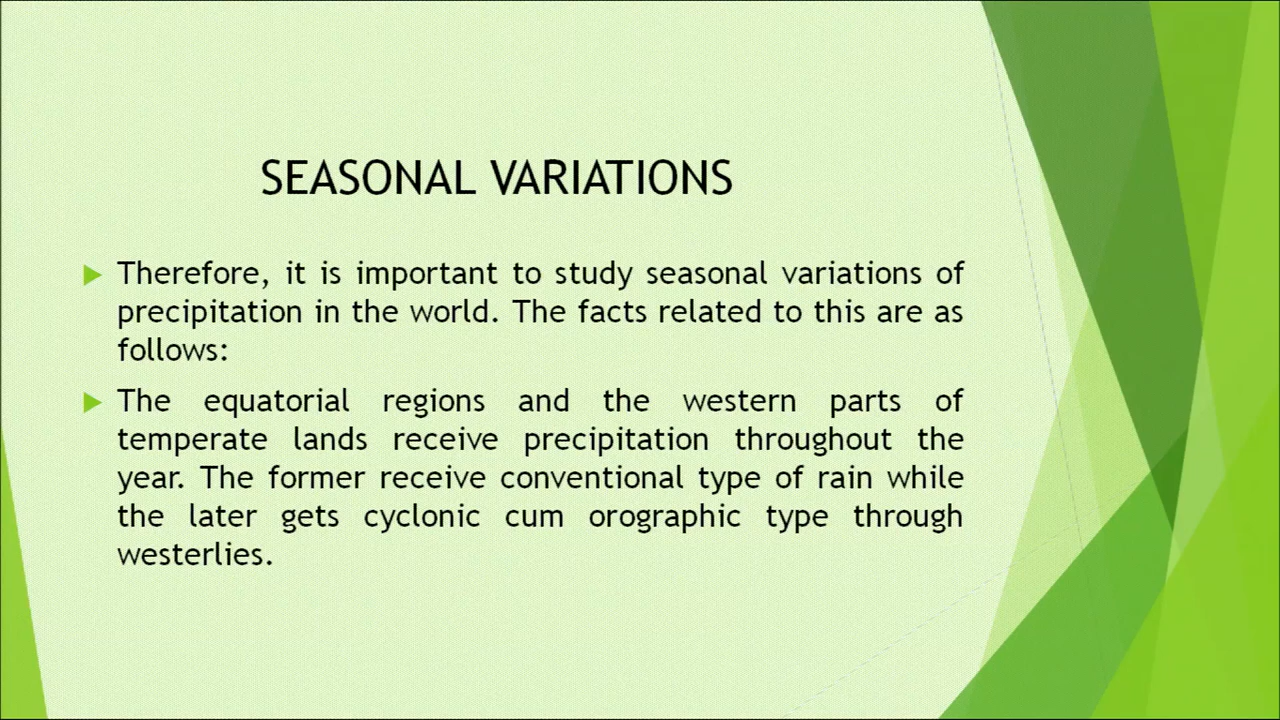 SEASONAL VARIATIONS
Therefore, it is important to study seasonal variations of
precipitation in the world. The facts related to this are as
follows:
The equatorial regions and the western parts of
temperate lands receive precipitation throughout the
year. The former receive conventional type of rain while
the later gets cyclonic cum orographic type through
westerlies.